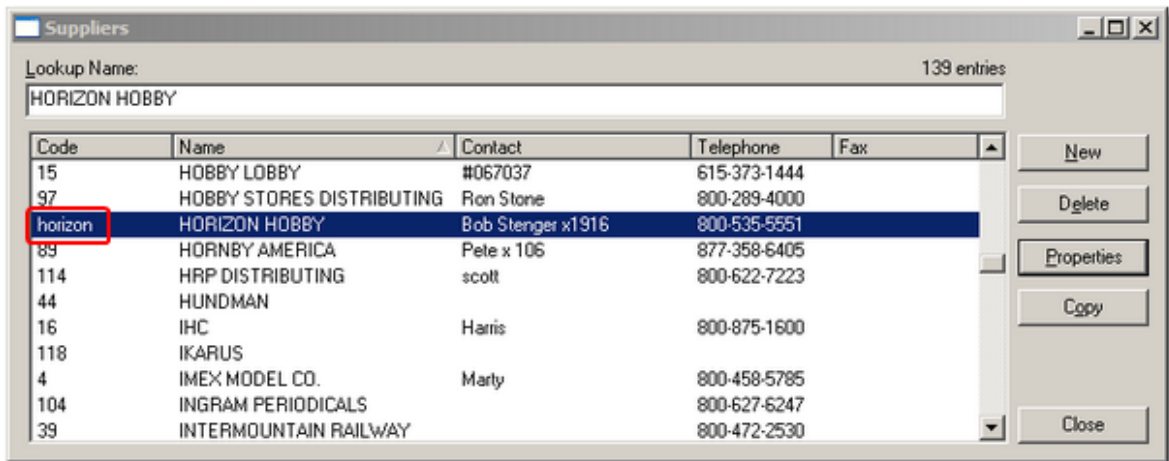 Suppliers
Lookup Name: 139 entries
HORIZON HOBBY
Code Name Contact Telephone Fax
15 HOBBY LOBBY #067037 615-373-1444
97 HOBBY STORES DISTRIBUTING Ron Stone 800-289-4000
horizon HORIZON HOBBY Bob Stenger x1916 800-535-5551
89 HORNBY AMERICA Pete x 106 877-358-6405
114 HRP DISTRIBUTING scott 800-622-7223
44 HUNDMAN
16 IHC Harris 800-875-1600
118 IKARUS
4 IMEX MODEL CO. Marty 800-458-5785
104 INGRAM PERIODICALS 800-627-6247
39 INTERMOUNTAIN RAILWAY 800-472-2530
New
Delete
Properties
Copy
Close